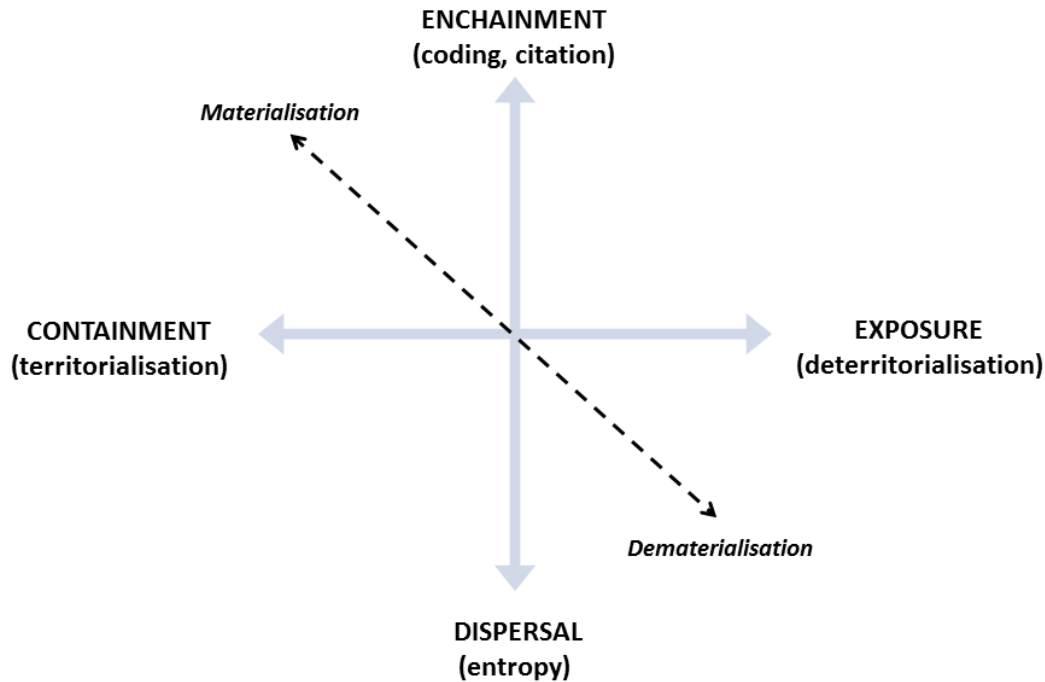 ENCHAINMENT
(coding, citation)
Materialisation
CONTAINMENT
(territorialisation)
EXPOSURE
(deterritorialisation)
Dematerialisation
DISPERSAL
(entropy)